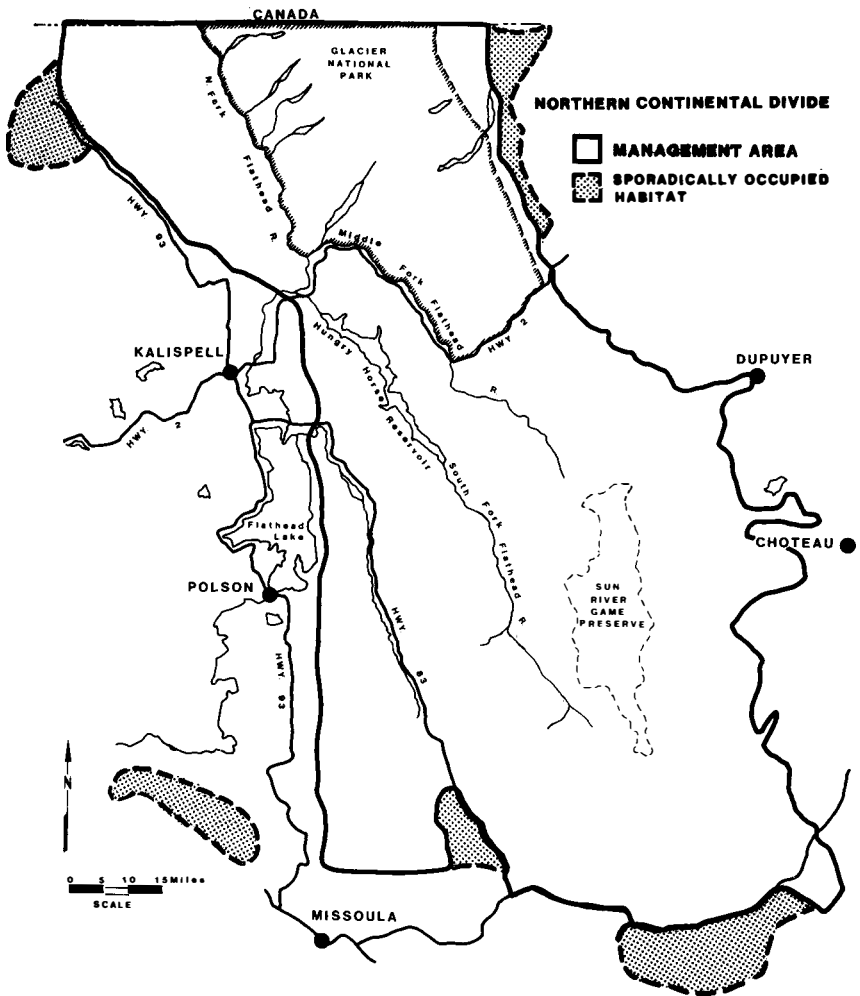 CANADA
GLACIER
NATIONAL
PARK
N. Fork
Flathead
R.
NORTHERN CONTINENTAL DIVIDE
MANAGEMENT AREA
SPORADICALLY OCCUPIED
HABITAT
HWY. 93
Middle
Fork Flathead
HWY 2
R
Hungry
Horse
Reservoir
KALISPELL
DUPUYER
HWY. 2
South Fork Flathead
R
Flathead
Lake
CHOTEAU
POLSON
SUN
RIVER
GAME
PRESERVE
HWY
83
HWY 93
N
0 5 10 15 Miles
SCALE
MISSOULA